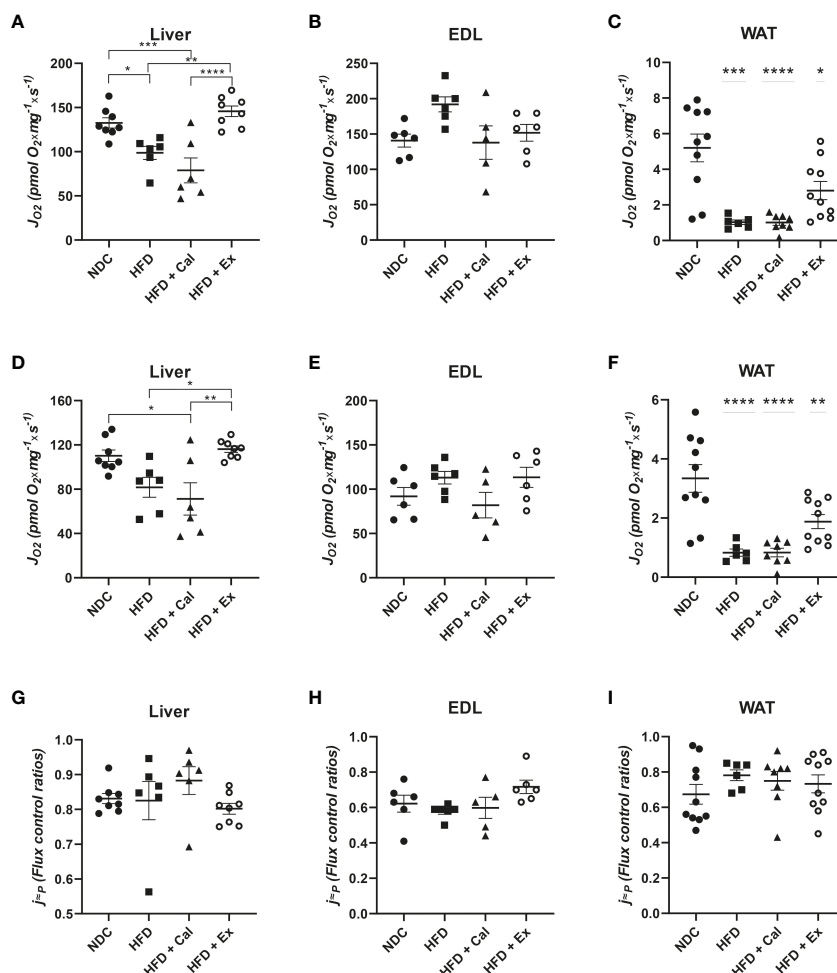 A
Liver
***
**
*
****
200
150
100
50
0
J_O2 (pmol O2×mg-1×s-1)
NDC
HFD
HFD + Cal
HFD + Ex
B
EDL
250
200
150
100
50
0
J_O2 (pmol O2×mg-1×s-1)
NDC
HFD
HFD + Cal
HFD + Ex
C
WAT
*** **** *
10
8
6
4
2
0
J_O2 (pmol O2×mg-1×s-1)
NDC
HFD
HFD + Cal
HFD + Ex
D
Liver
*
*
**
160
120
80
40
0
J_O2 (pmol O2×mg-1×s-1)
NDC
HFD
HFD + Cal
HFD + Ex
E
EDL
200
150
100
50
0
J_O2 (pmol O2×mg-1×s-1)
NDC
HFD
HFD + Cal
HFD + Ex
F
WAT
**** **** **
6
4
2
0
J_O2 (pmol O2×mg-1×s-1)
NDC
HFD
HFD + Cal
HFD + Ex
G
Liver
1.0
0.9
0.8
0.7
0.6
0.5
j≈P (Flux control ratios)
NDC
HFD
HFD + Cal
HFD + Ex
H
EDL
1.0
0.8
0.6
0.4
0.2
0.0
j≈P (Flux control ratios)
NDC
HFD
HFD + Cal
HFD + Ex
I
WAT
1.0
0.8
0.6
0.4
0.2
0.0
j≈P (Flux control ratios)
NDC
HFD
HFD + Cal
HFD + Ex